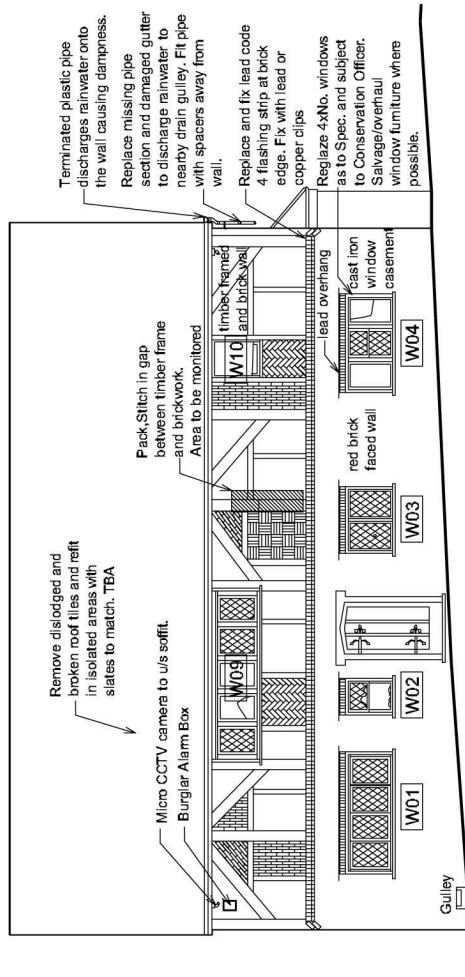 Remove dislodged and
broken roof tiles and refit
in isolated areas with
slates to match. TBA
Micro CCTV camera to u/s soffit.
Burglar Alarm Box
Pack,Stitch in gap
between timber frame
and brickwork.
Area to be monitored
Terminated plastic pipe
discharges rainwater onto
the wall causing dampness.
Replace missing pipe
section and damaged gutter
to discharge rainwater to
nearby drain gulley. Fit pipe
with spacers away from
wall.
Replace and fix lead code
4 flashing strip at brick
edge. Fix with lead or
copper clips
Reglaze 4xNo. windows
as to Spec. and subject
to Conservation Officer.
Salvage/overhaul
window furniture where
possible.
W09
W10
timber framed
and brick wall
lead overhang
cast iron
window
casement
red brick
faced wall
W01
W02
W03
W04
Gulley